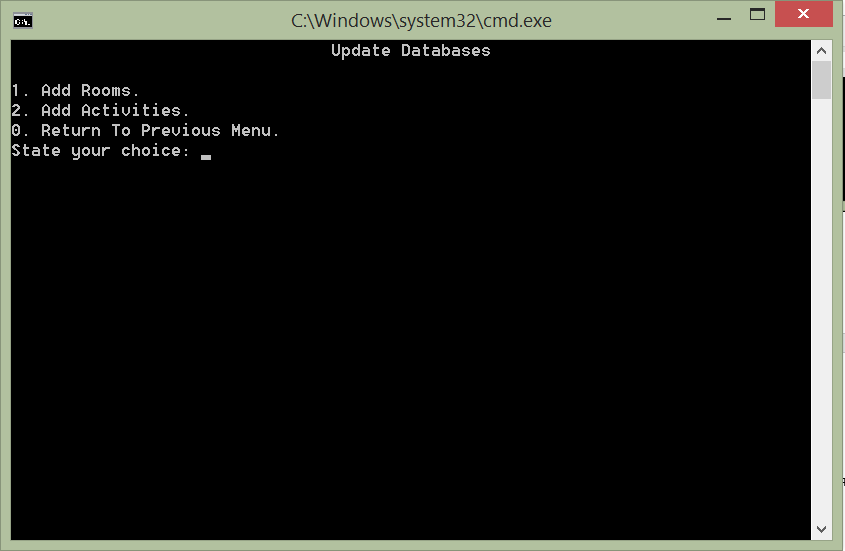 C:\Windows\system32\cmd.exe
Update Databases
1. Add Rooms.
2. Add Activities.
0. Return To Previous Menu.
State your choice: